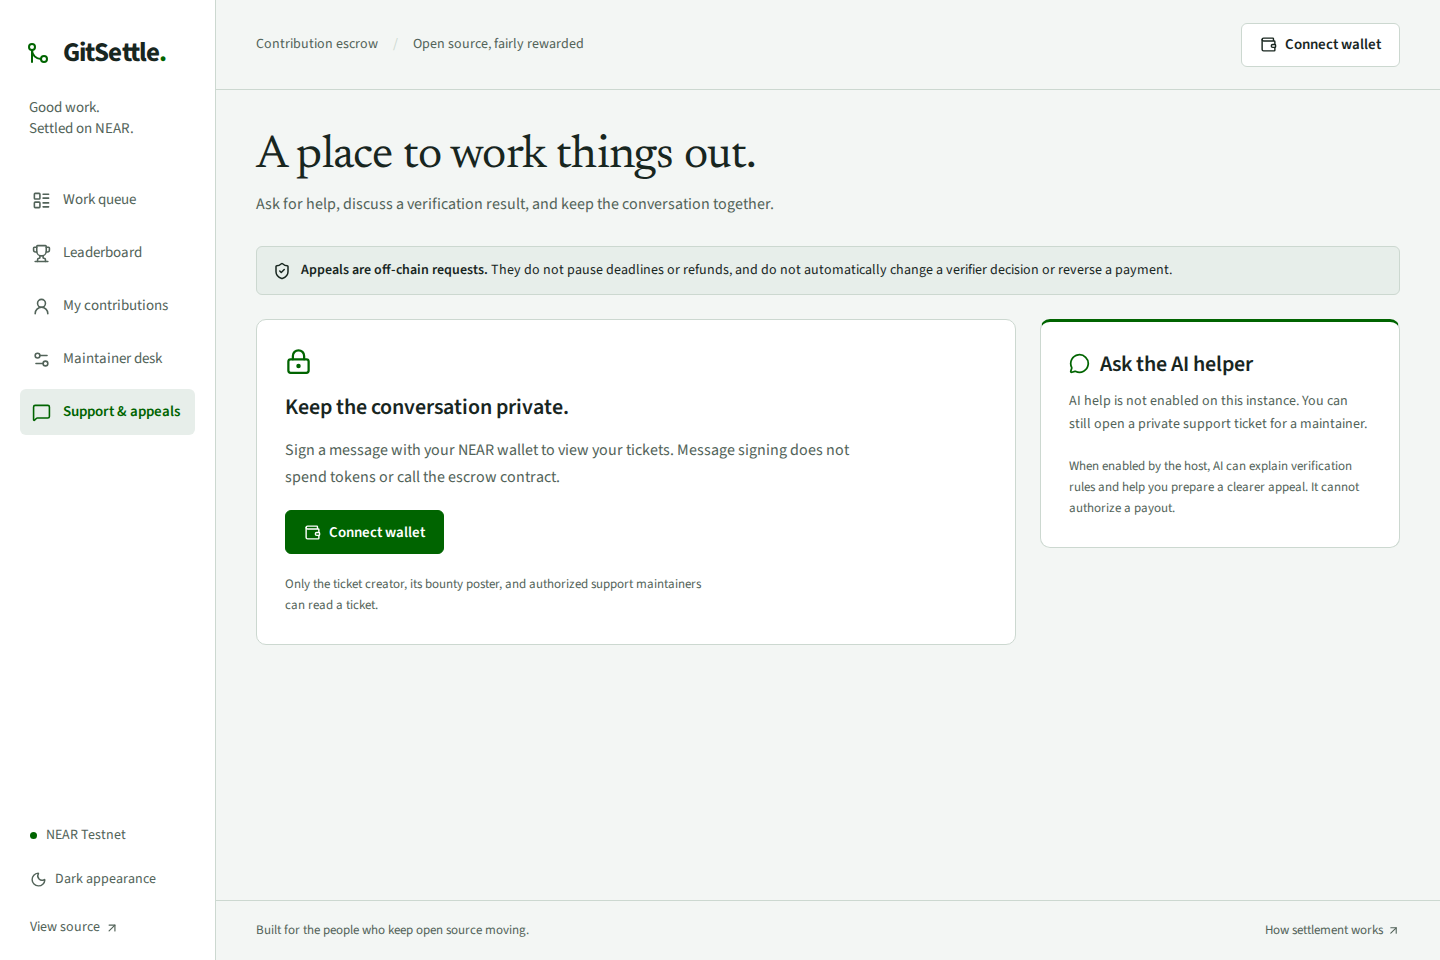 GitSettle.
Good work.
Settled on NEAR.
Work queue
Leaderboard
My contributions
Maintainer desk
Support & appeals
NEAR Testnet
Dark appearance
View source
Contribution escrow / Open source, fairly rewarded
Connect wallet
A place to work things out.
Ask for help, discuss a verification result, and keep the conversation together.
Appeals are off-chain requests. They do not pause deadlines or refunds, and do not automatically change a verifier decision or reverse a payment.
Keep the conversation private.
Sign a message with your NEAR wallet to view your tickets. Message signing does not
spend tokens or call the escrow contract.
Connect wallet
Only the ticket creator, its bounty poster, and authorized support maintainers
can read a ticket.
Ask the AI helper
AI help is not enabled on this instance. You can
still open a private support ticket for a maintainer.
When enabled by the host, AI can explain verification
rules and help you prepare a clearer appeal. It cannot
authorize a payout.
Built for the people who keep open source moving.
How settlement works